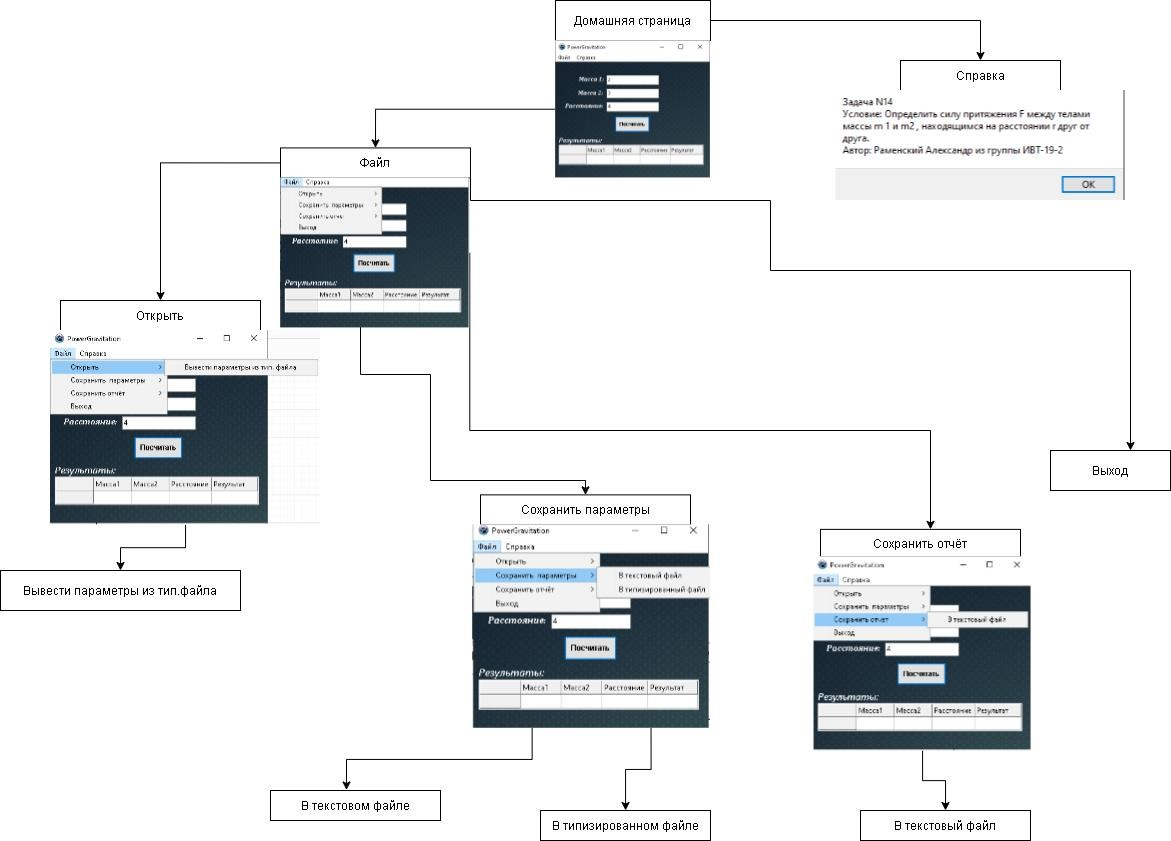 Домашняя страница
PowerGravitation
Файл Справка
Масса 1: 2
Масса 2: 3
Расстояние: 4
Посчитать
Результаты:
Масса1 Масса2 Расстояние Результат
Справка
Задача N14
Условие: Определить силу притяжения F между телами
массы m 1 и m2 , находящимся на расстоянии r друг от
друга.
Автор: Раменский Александр из группы ИВТ-19-2
OK
Файл
Файл Справка
Открыть
Сохранить параметры
Сохранить отчёт
Выход
Расстояние: 4
Посчитать
Результаты:
Масса1 Масса2 Расстояние Результат
Открыть
PowerGravitation
Файл Справка
Открыть
Вывести параметры из тип. файла
Сохранить параметры
Сохранить отчёт
Выход
Расстояние: 4
Посчитать
Результаты:
Масса1 Масса2 Расстояние Результат
Вывести параметры из тип.файла
Выход
Сохранить параметры
PowerGravitation
Файл Справка
Открыть
Сохранить параметры
В текстовый файл
Сохранить отчёт
В типизированный файл
Выход
Расстояние: 4
Посчитать
Результаты:
Масса1 Масса2 Расстояние Результат
В текстовом файле
В типизированном файле
Сохранить отчёт
PowerGravitation
Файл Справка
Открыть
Сохранить параметры
Сохранить отчёт
В текстовый файл
Выход
Расстояние: 4
Посчитать
Результаты:
Масса1 Масса2 Расстояние Результат
В текстовый файл